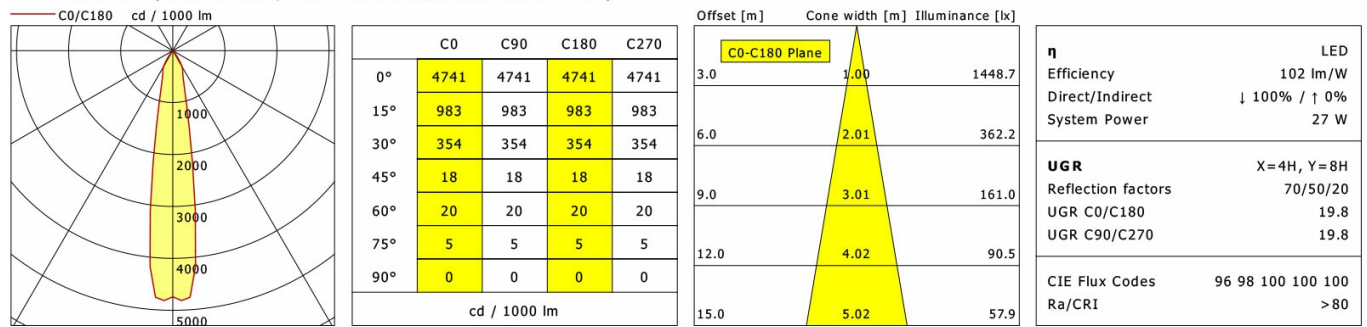 C0/C180 cd / 1000 lm
1000
2000
3000
4000
5000
C0 C90 C180 C270
0° 4741 4741 4741 4741
15° 983 983 983 983
30° 354 354 354 354
45° 18 18 18 18
60° 20 20 20 20
75° 5 5 5 5
90° 0 0 0 0
cd / 1000 lm
Offset [m] Cone width [m] Illuminance [lx]
C0-C180 Plane
3.0 1.00 1448.7
6.0 2.01 362.2
9.0 3.01 161.0
12.0 4.02 90.5
15.0 5.02 57.9
η LED
Efficiency 102 lm/W
Direct/Indirect ↓ 100% / ↑ 0%
System Power 27 W
UGR X=4H, Y=8H
Reflection factors 70/50/20
UGR C0/C180 19.8
UGR C90/C270 19.8
CIE Flux Codes 96 98 100 100 100
Ra/CRI >80